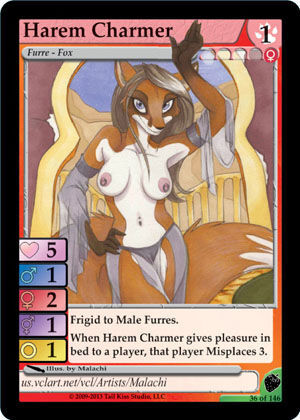 Harem Charmer
1
Furre - Fox
5
1
2
1
1
Frigid to Male Furres.
When Harem Charmer gives pleasure in
bed to a player, that player Misplaces 3.
Illus. by Malachi
us.vclart.net/vcl/Artists/Malachi
© 2009-2013 Tail Kiss Studio, LLC
36 of 146